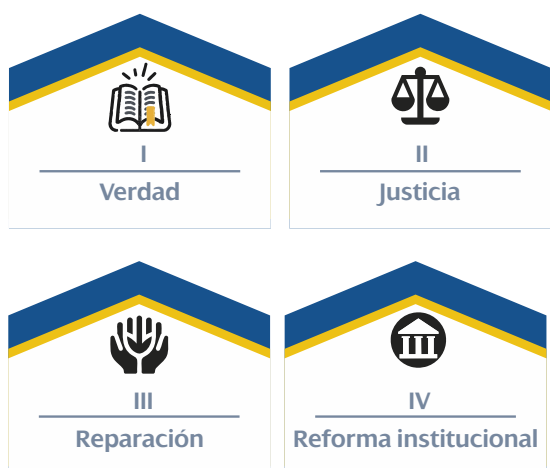 I
Verdad
II
Justicia
III
Reparación
IV
Reforma institucional